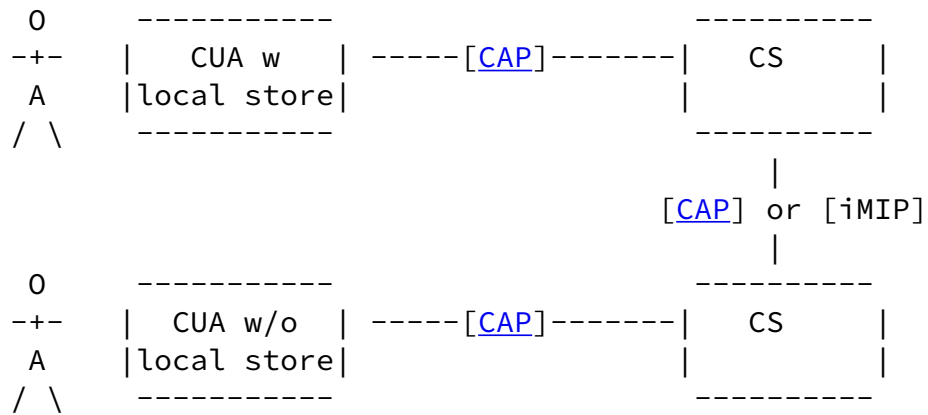 O      -----------                      ----------
-+-    |   CUA w   | -----[CAP]-------|   CS     |
 A     |local store|                  |          |
/ \     -----------                    ----------
|
[CAP] or [iMIP]
|
O      -----------                      ----------
-+-    |  CUA w/o  | -----[CAP]-------|   CS     |
 A     |local store|                  |          |
/ \     -----------                    ----------